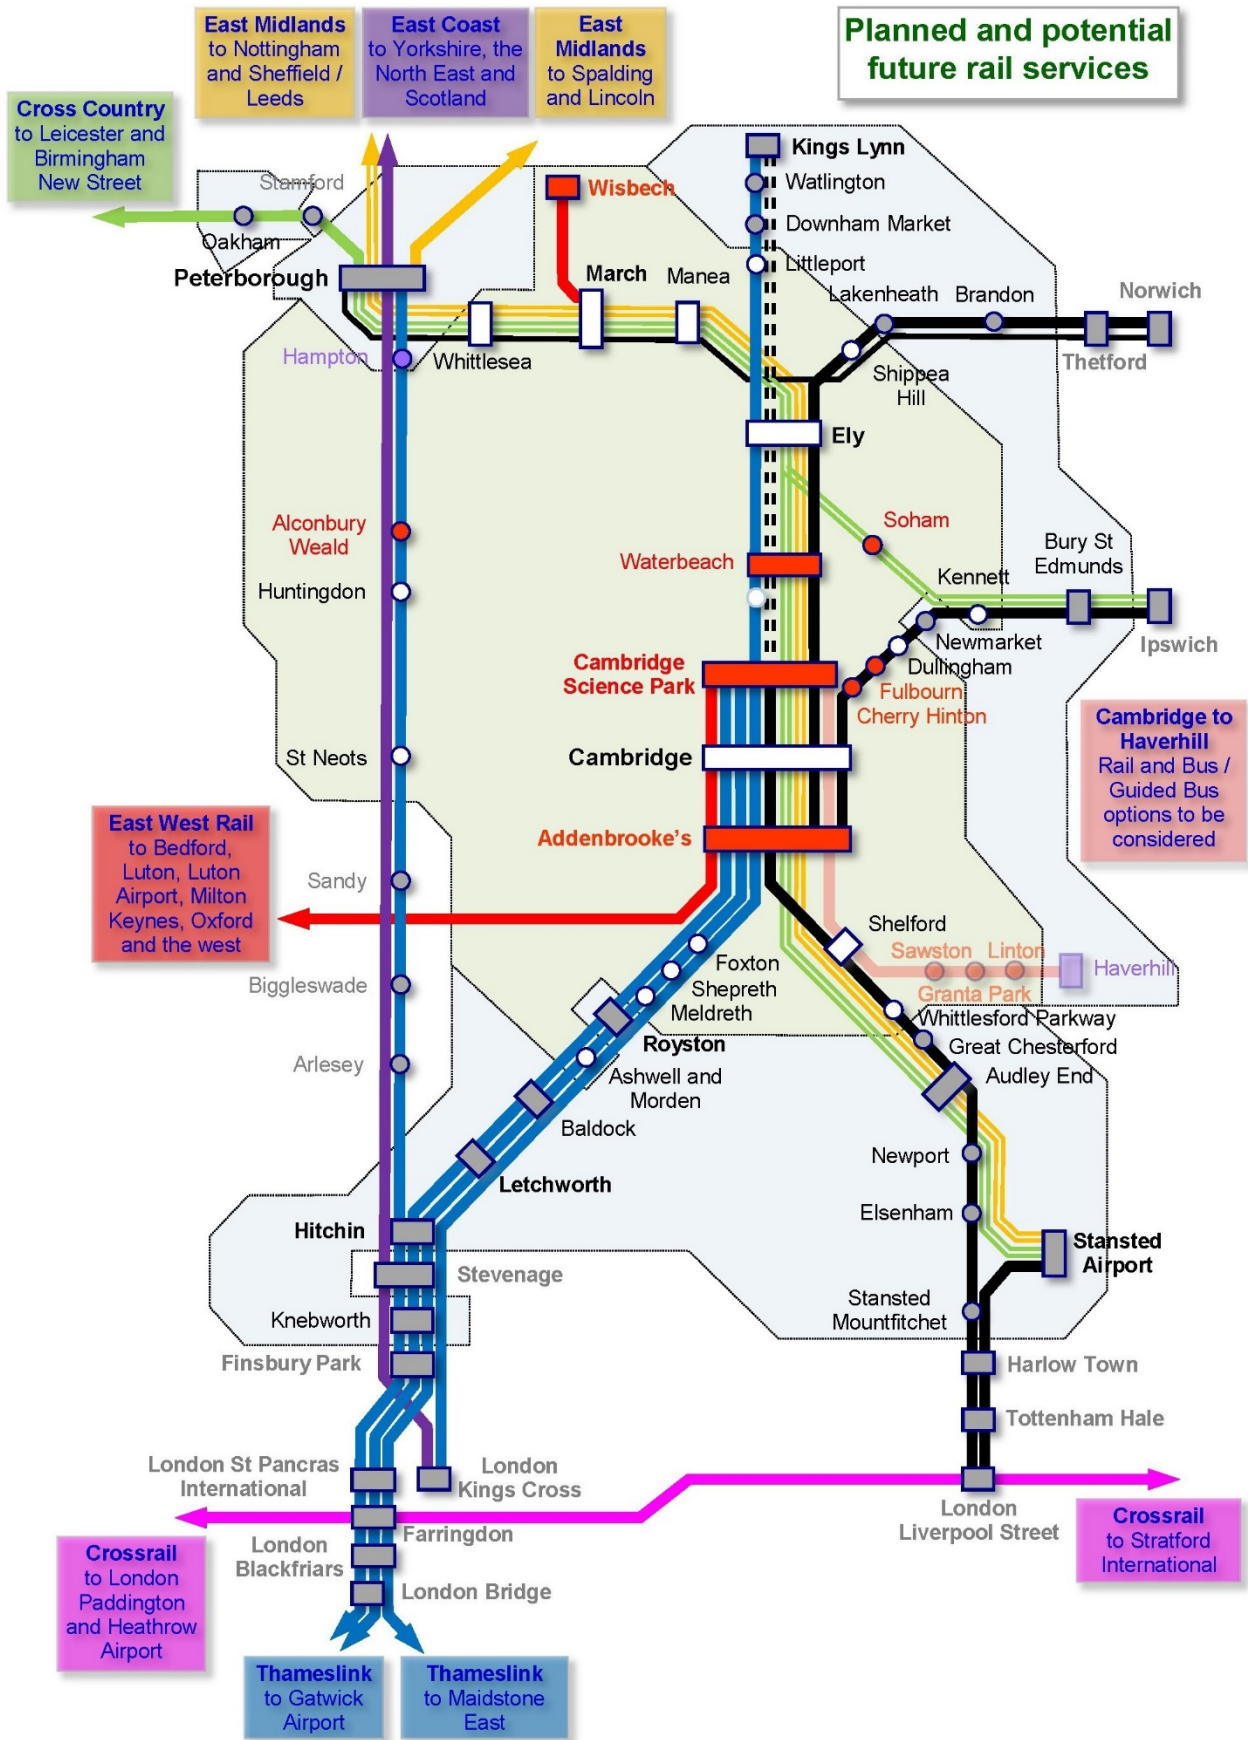 Planned and potential
future rail services
East Midlands
to Nottingham
and Sheffield /
Leeds
East Coast
to Yorkshire, the
North East and
Scotland
East
Midlands
to Spalding
and Lincoln
Cross Country
to Leicester and
Birmingham
New Street
Stamford
Oakham
Peterborough
Wisbech
March
Manea
Whittlesea
Hampton
Kings Lynn
Watlington
Downham Market
Littleport
Lakenheath
Brandon
Norwich
Thetford
Shippea
Hill
Ely
Alconbury
Weald
Huntingdon
Soham
Waterbeach
Bury St
Edmunds
Kennett
Ipswich
Newmarket
Dullingham
Fulbourn
Cherry Hinton
Cambridge
Science Park
Cambridge to
Haverhill
Rail and Bus /
Guided Bus
options to be
considered
St Neots
Cambridge
Addenbrooke's
East West Rail
to Bedford,
Luton, Luton
Airport, Milton
Keynes, Oxford
and the west
Sandy
Biggleswade
Arlesey
Shelford
Sawston
Linton
Granta Park
Haverhill
Foxton
Shepreth
Meldreth
Royston
Ashwell and
Morden
Baldock
Letchworth
Whittlesford Parkway
Great Chesterford
Audley End
Newport
Elsenham
Stansted
Airport
Stansted
Mountfitchet
Hitchin
Stevenage
Knebworth
Finsbury Park
Harlow Town
Tottenham Hale
London St Pancras
International
London
Kings Cross
London
Liverpool Street
Farringdon
London
Blackfriars
London Bridge
Crossrail
to London
Paddington
and Heathrow
Airport
Crossrail
to Stratford
International
Thameslink
to Gatwick
Airport
Thameslink
to Maidstone
East